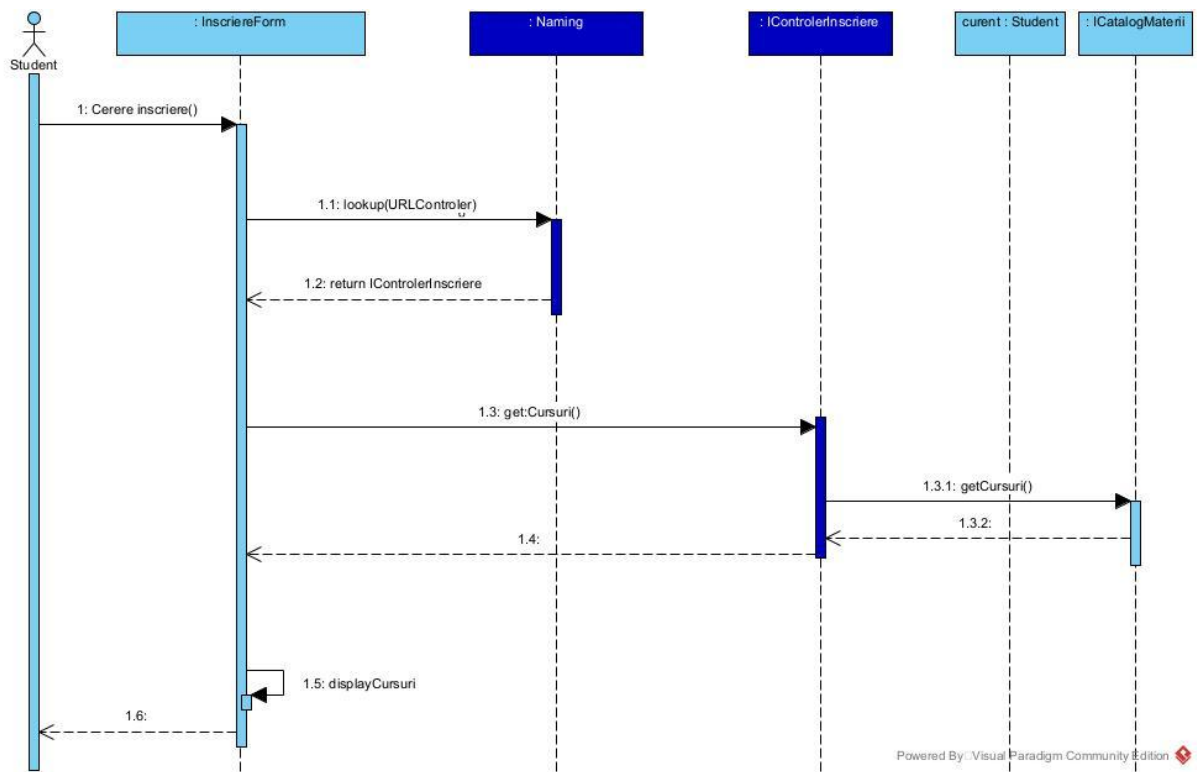 : InscriereForm
: Naming
: IControlerInscriere
curent : Student
: ICatalogMaterii
Student
1: Cerere inscriere()
1.1: lookup(URLControler)
1.2: return IControlerInscriere
1.3: get:Cursuri()
1.3.1: getCursuri()
1.3.2:
1.4:
1.5: displayCursuri
1.6:
Powered By Visual Paradigm Community Edition